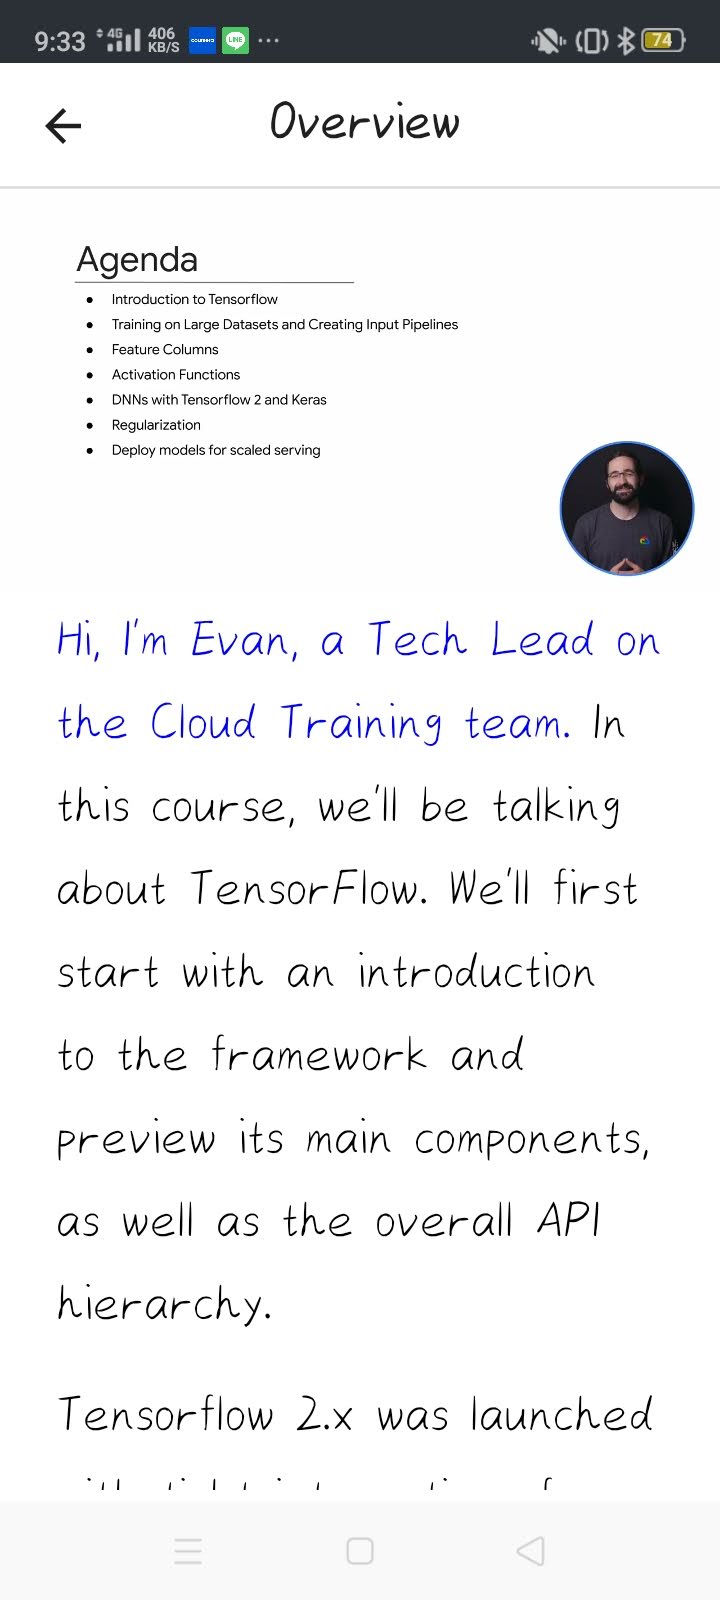 9:33 4G 406 KB/S coursera LINE 74
Overview
Agenda
Introduction to Tensorflow
Training on Large Datasets and Creating Input Pipelines
Feature Columns
Activation Functions
DNNs with Tensorflow 2 and Keras
Regularization
Deploy models for scaled serving
Hi, I'm Evan, a Tech Lead on
the Cloud Training team. In
this course, we'll be talking
about TensorFlow. We'll first
start with an introduction
to the framework and
preview its main components,
as well as the overall API
hierarchy.
Tensorflow 2.x was launched